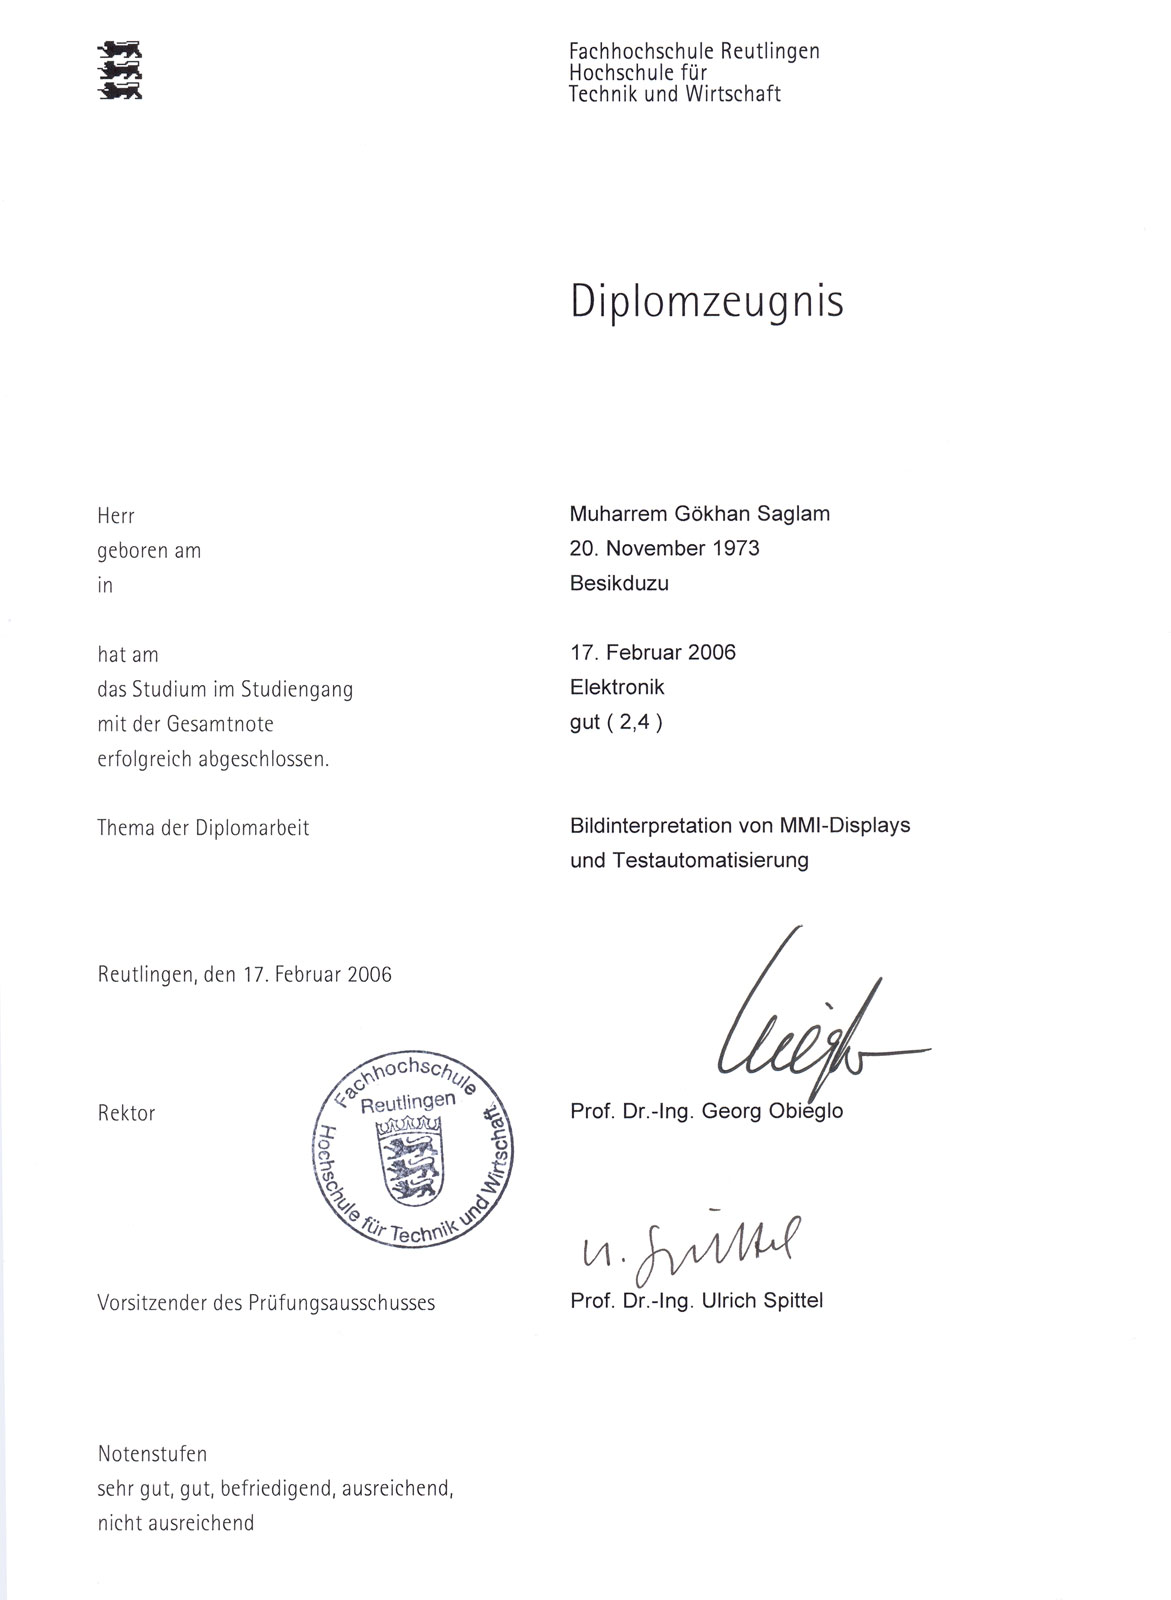 Fachhochschule Reutlingen
Hochschule für
Technik und Wirtschaft
Diplomzeugnis
Herr Muharrem Gökhan Saglam
geboren am 20. November 1973
in Besikduzu
hat am 17. Februar 2006
das Studium im Studiengang Elektronik
mit der Gesamtnote gut ( 2,4 )
erfolgreich abgeschlossen.
Thema der Diplomarbeit Bildinterpretation von MMI-Displays
und Testautomatisierung
Reutlingen, den 17. Februar 2006
Fachhochschule
Reutlingen
Hochschule für Technik und Wirtschaft
Rektor Prof. Dr.-Ing. Georg Obieglo
U. Spittel
Vorsitzender des Prüfungsausschusses Prof. Dr.-Ing. Ulrich Spittel
Notenstufen
sehr gut, gut, befriedigend, ausreichend,
nicht ausreichend